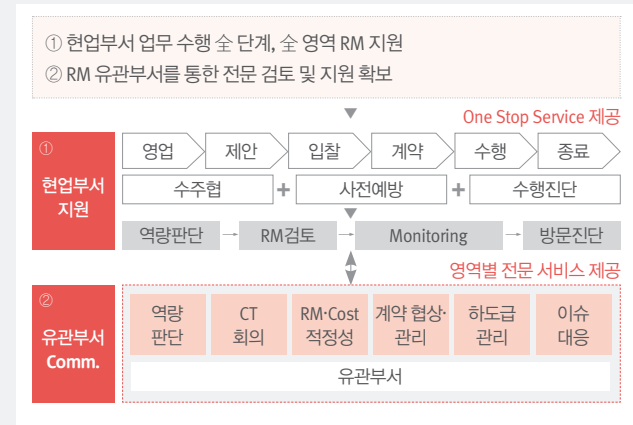 ① 현업부서 업무 수행 全 단계, 全 영역 RM 지원
② RM 유관부서를 통한 전문 검토 및 지원 확보
One Stop Service 제공
①
현업부서
지원
영업 제안 입찰 계약 수행 종료
수주협 + 사전예방 + 수행진단
역량판단 RM검토 Monitoring 방문진단
영역별 전문 서비스 제공
②
유관부서
Comm.
역량
판단
CT
회의
RM·Cost
적정성
계약 협상·
관리
하도급
관리
이슈
대응
유관부서